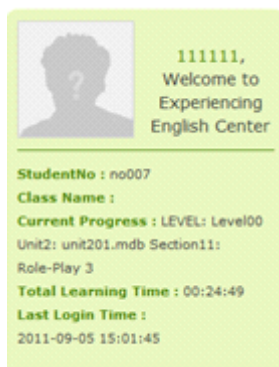 111111,
Welcome to
Experiencing
English Center
StudentNo : no007
Class Name :
Current Progress : LEVEL: Level00
Unit2: unit201.mdb Section11:
Role-Play 3
Total Learning Time : 00:24:49
Last Login Time :
2011-09-05 15:01:45